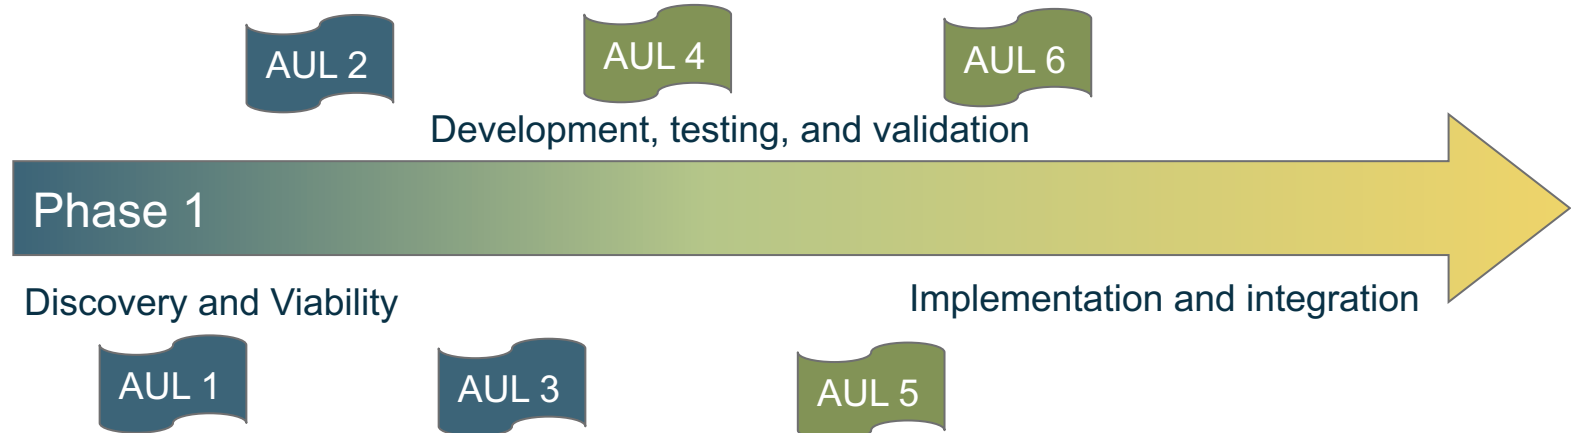 AUL 2
AUL 4
AUL 6
Development, testing, and validation
Phase 1
Discovery and Viability
Implementation and integration
AUL 1
AUL 3
AUL 5